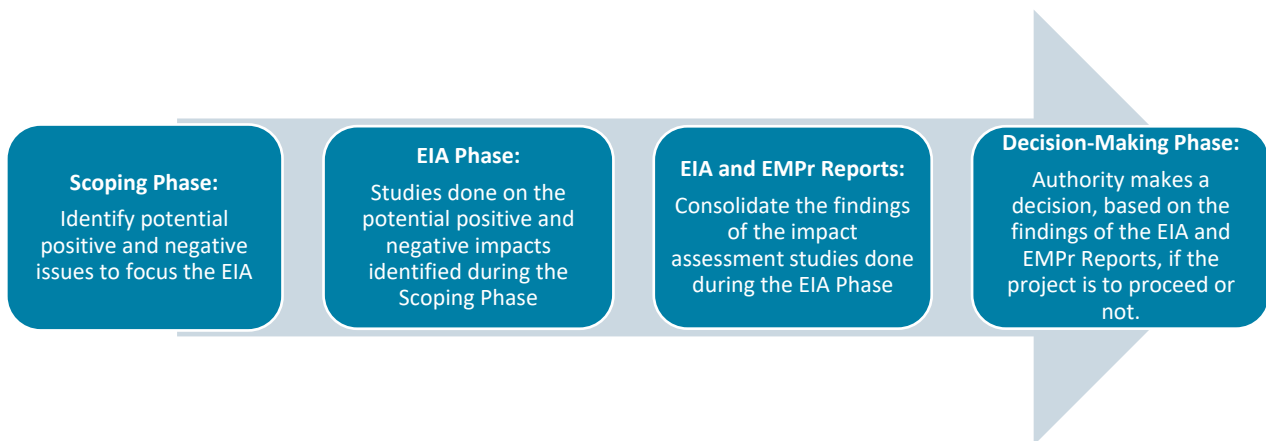 Scoping Phase:
Identify potential
positive and negative
issues to focus the EIA
EIA Phase:
Studies done on the
potential positive and
negative impacts
identified during the
Scoping Phase
EIA and EMPr Reports:
Consolidate the findings
of the impact
assessment studies done
during the EIA Phase
Decision-Making Phase:
Authority makes a
decision, based on the
findings of the EIA and
EMPr Reports, if the
project is to proceed or
not.